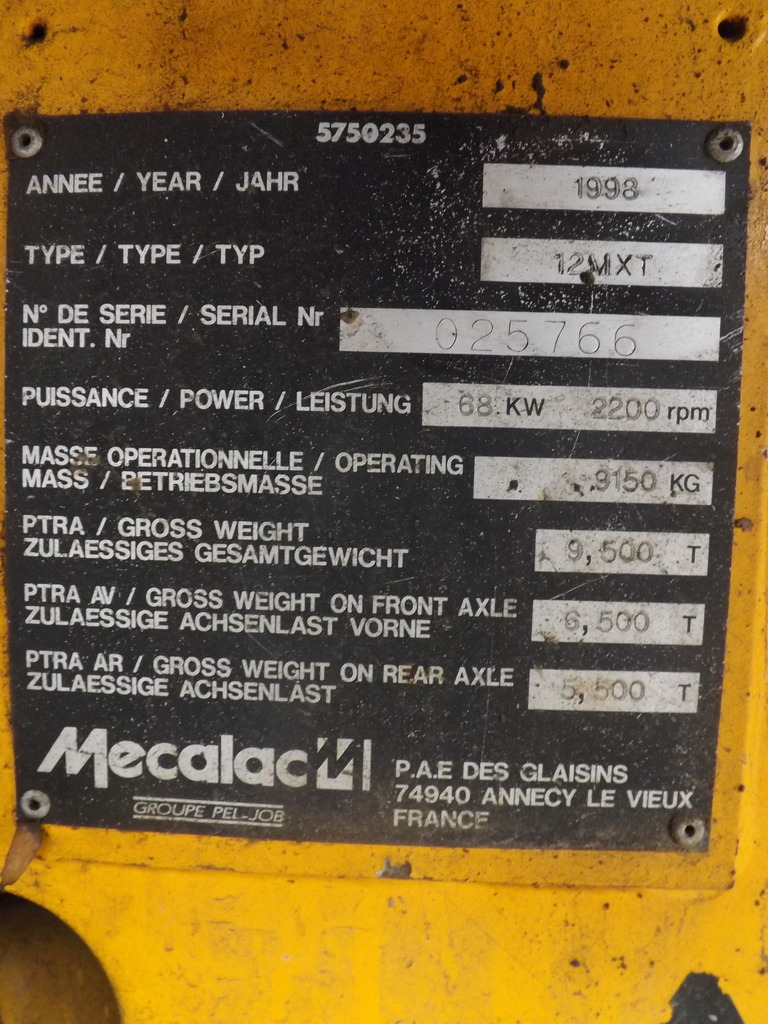 5750235
ANNEE / YEAR / JAHR 1998
TYPE / TYPE / TYP 12MXT
N° DE SERIE / SERIAL Nr
IDENT. Nr 025766
PUISSANCE / POWER / LEISTUNG 68 KW 2200 rpm
MASSE OPERATIONNELLE / OPERATING
MASS / BETRIEBSMASSE 9150 KG
PTRA / GROSS WEIGHT
ZULAESSIGES GESAMTGEWICHT 9,500 T
PTRA AV / GROSS WEIGHT ON FRONT AXLE
ZULAESSIGE ACHSENLAST VORNE 6,500 T
PTRA AR / GROSS WEIGHT ON REAR AXLE
ZULAESSIGE ACHSENLAST 5,500 T
Mecalac
GROUPE PEL-JOB
P.A.E DES GLAISINS
74940 ANNECY LE VIEUX
FRANCE